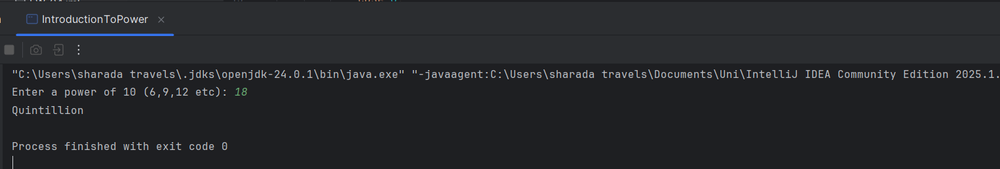 IntroductionToPower
"C:\Users\sharada travels\.jdks\openjdk-24.0.1\bin\java.exe" "-javaagent:C:\Users\sharada travels\Documents\Uni\IntelliJ IDEA Community Edition 2025.1.
Enter a power of 10 (6,9,12 etc): 18
Quintillion
Process finished with exit code 0